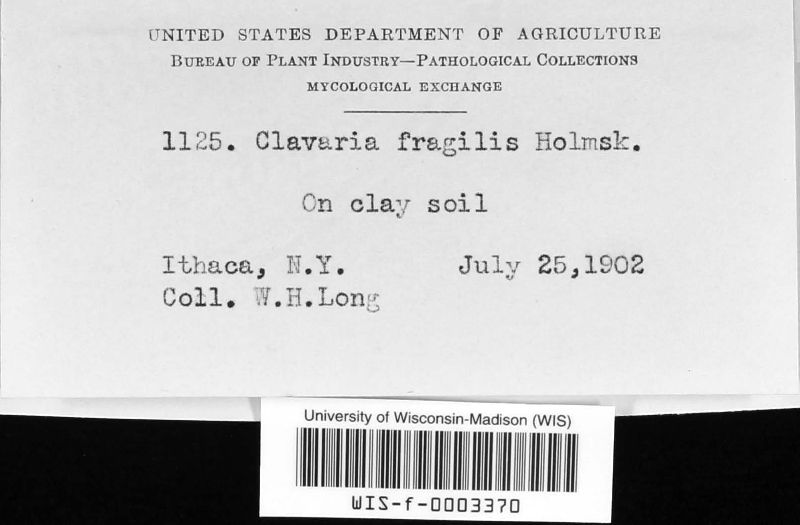 UNITED STATES DEPARTMENT OF AGRICULTURE
BUREAU OF PLANT INDUSTRY—PATHOLOGICAL COLLECTIONS
MYCOLOGICAL EXCHANGE
1125. Clavaria fragilis Holmsk.
On clay soil
Ithaca, N.Y. July 25,1902
Coll. W.H.Long
University of Wisconsin-Madison (WIS)
WIS-f-0003370